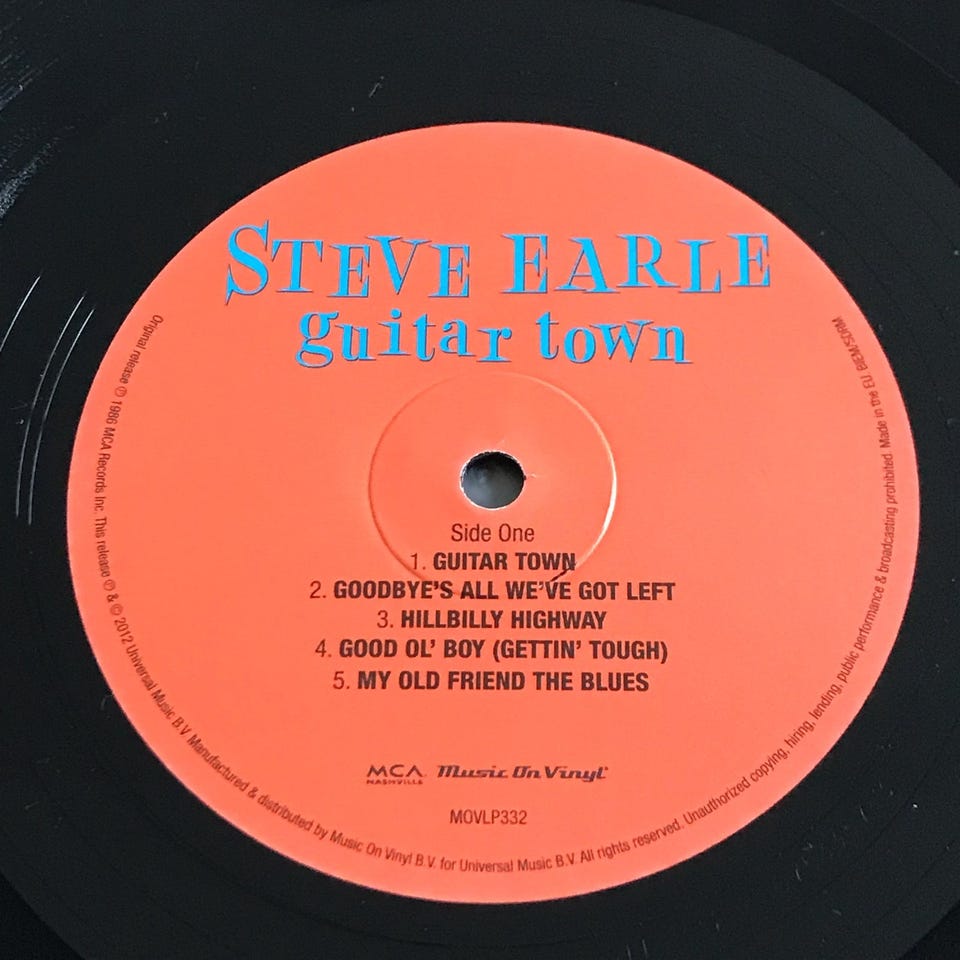 STEVE EARLE
guitar town
Side One
1. GUITAR TOWN
2. GOODBYE'S ALL WE'VE GOT LEFT
3. HILLBILLY HIGHWAY
4. GOOD OL' BOY (GETTIN' TOUGH)
5. MY OLD FRIEND THE BLUES
MCA NASHVILLE Music On Vinyl
MOVLP332
Original release ℗ 1986 MCA Records Inc. This release ℗ & © 2012 Universal Music B.V. Manufactured & distributed by Music On Vinyl B.V. for Universal Music B.V. All rights reserved. Unauthorized copying, hiring, lending, public performance & broadcasting prohibited. Made in the EU. BIEM/SDRM